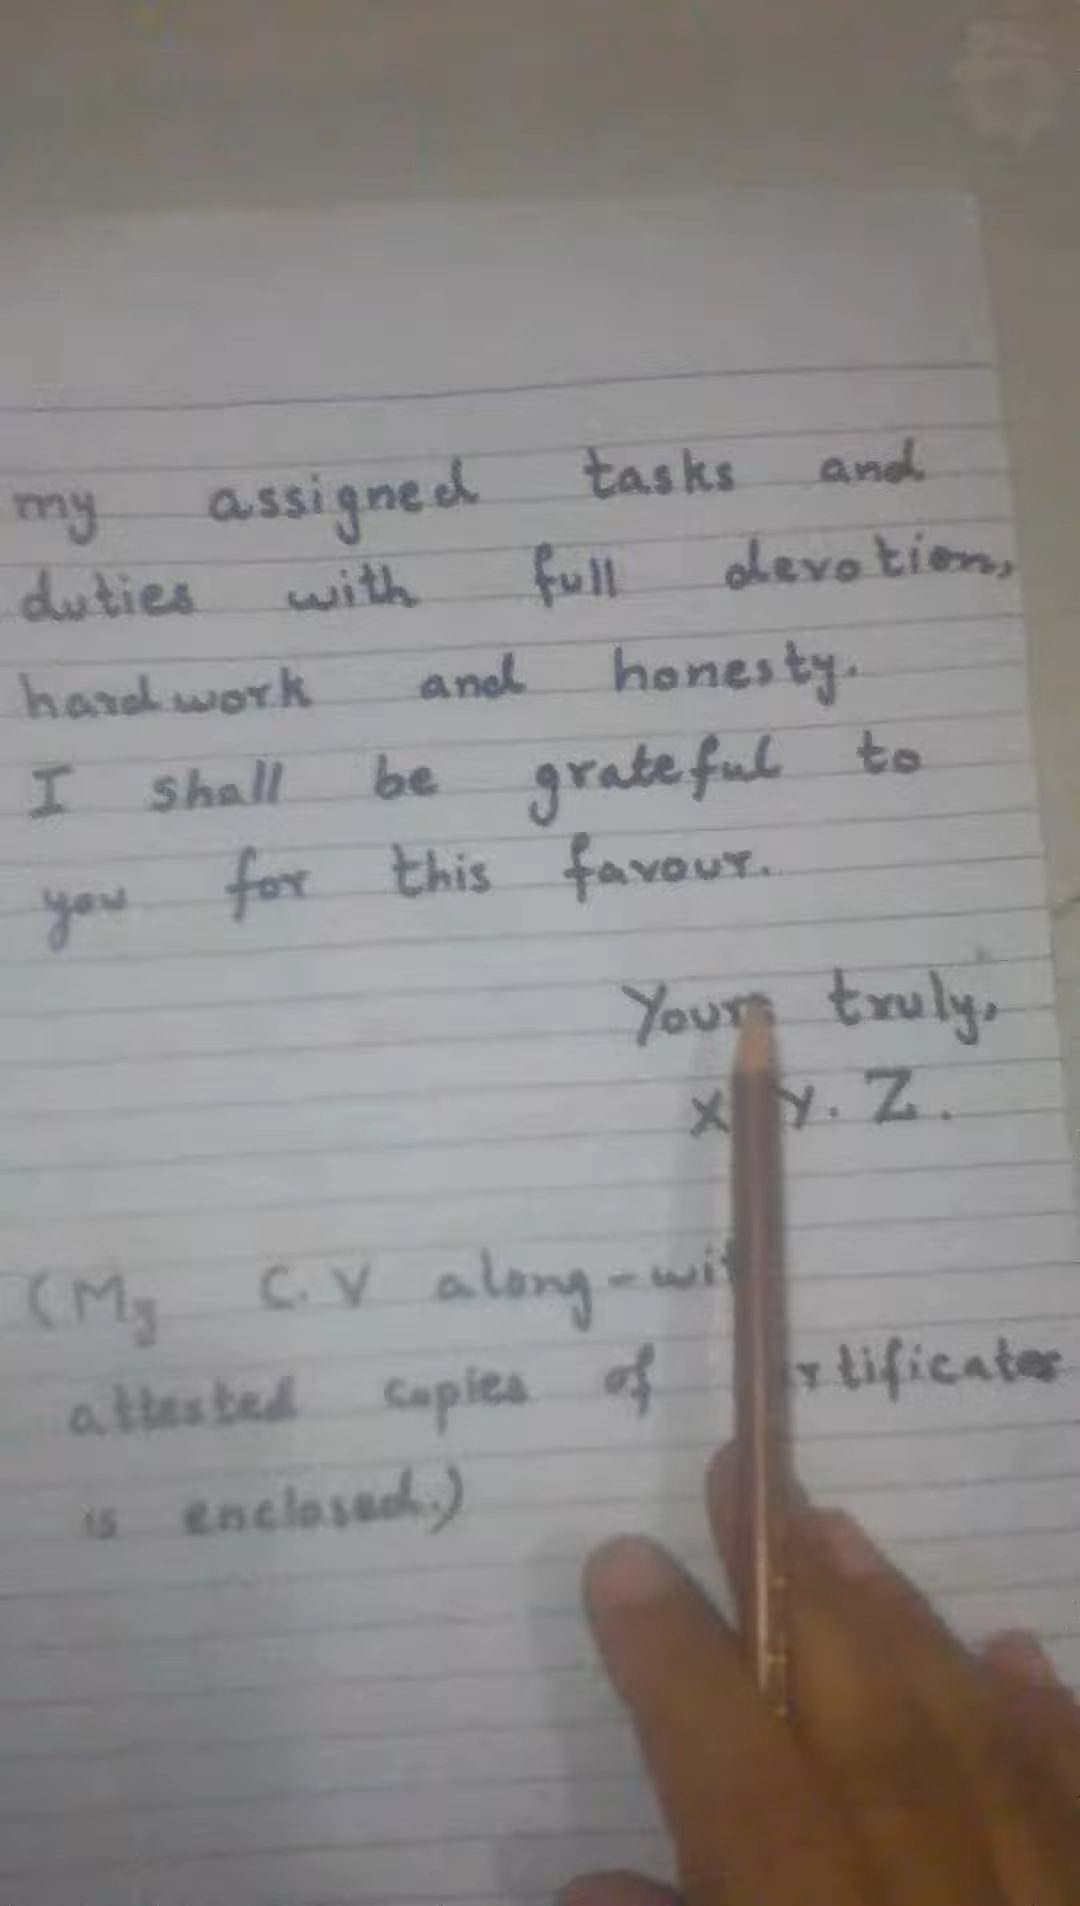 my assigned tasks and
duties with full devotion,
hardwork and honesty.
I shall be grateful to
you for this favour.
Yours truly,
X Y. Z.
(My C.V along-wit
attested copies of rtificates
is enclosed.)